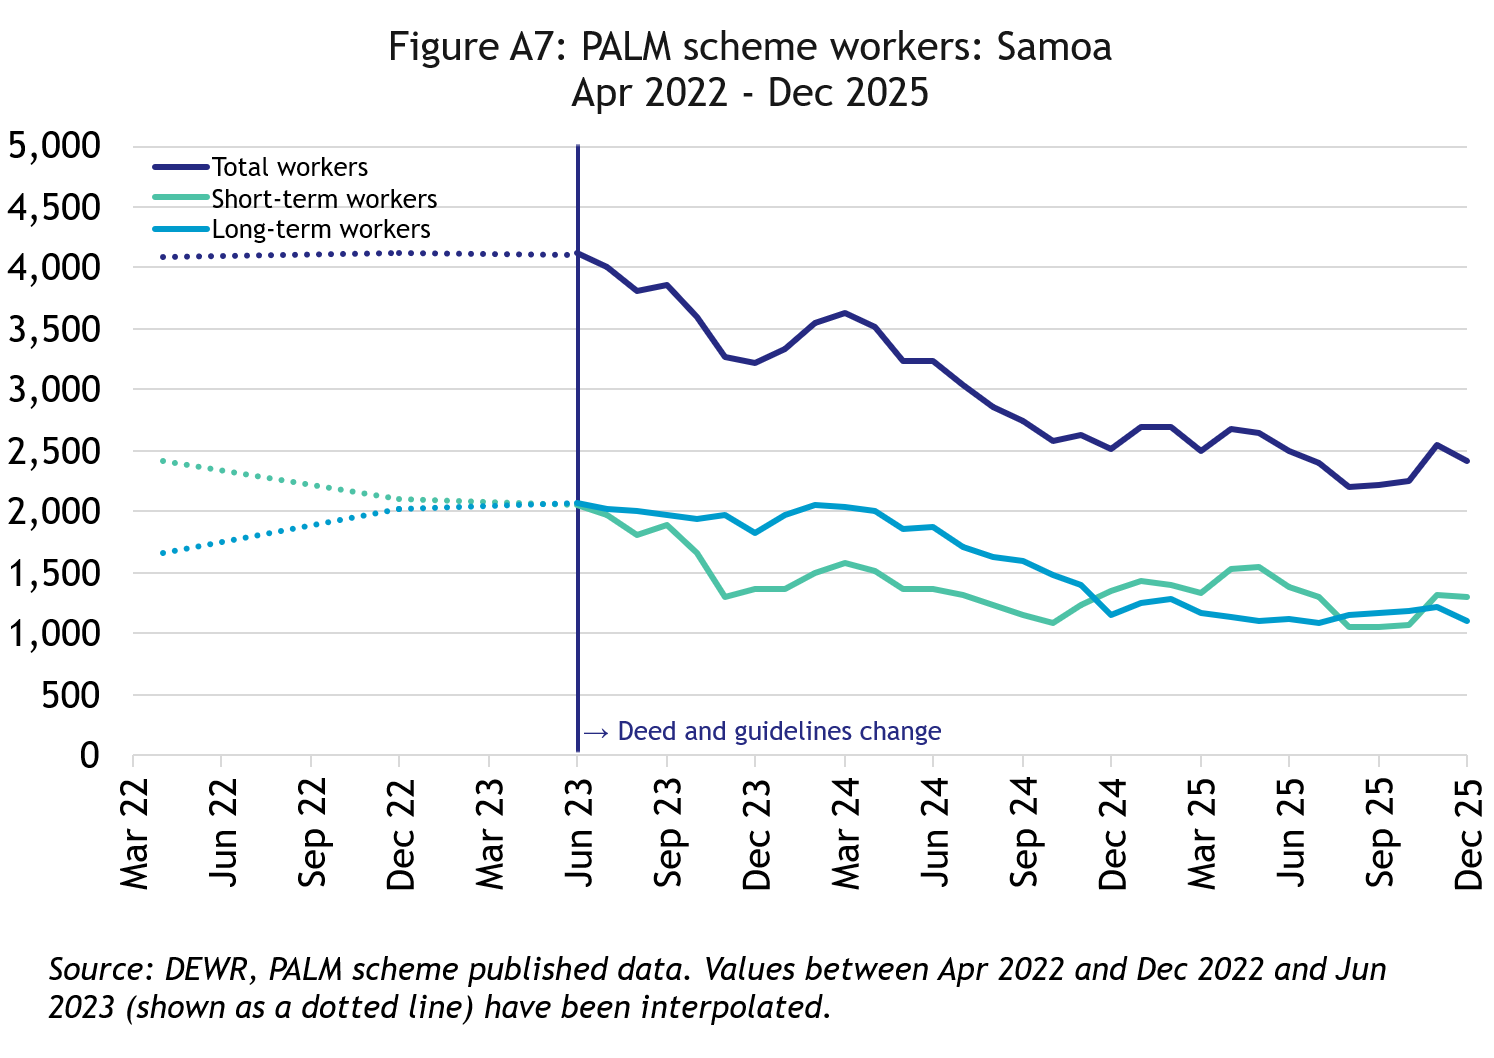 Figure A7: PALM scheme workers: Samoa
Apr 2022 - Dec 2025
5,000
4,500
4,000
3,500
3,000
2,500
2,000
1,500
1,000
500
0
Total workers
Short-term workers
Long-term workers
→ Deed and guidelines change
Mar 22
Jun 22
Sep 22
Dec 22
Mar 23
Jun 23
Sep 23
Dec 23
Mar 24
Jun 24
Sep 24
Dec 24
Mar 25
Jun 25
Sep 25
Dec 25
Source: DEWR, PALM scheme published data. Values between Apr 2022 and Dec 2022 and Jun
2023 (shown as a dotted line) have been interpolated.